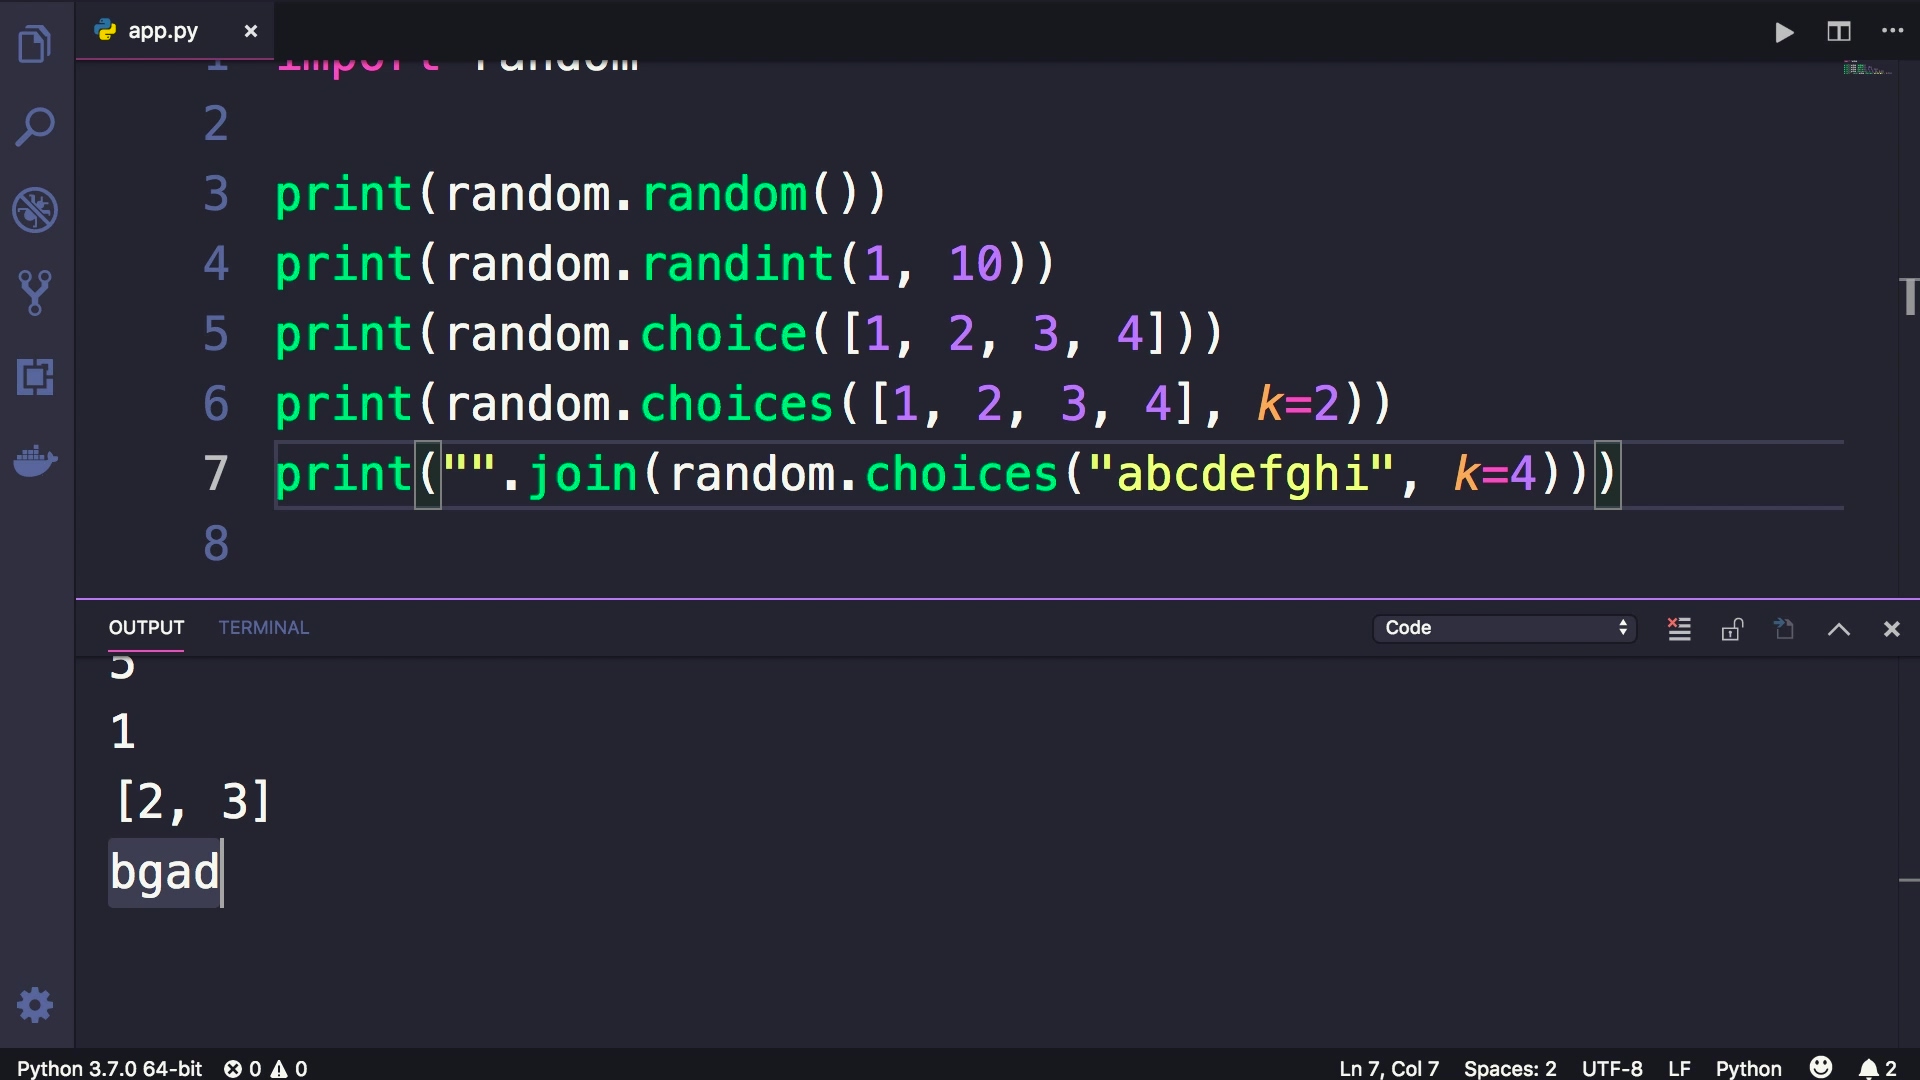 app.py
1 import random
2
3 print(random.random())
4 print(random.randint(1, 10))
5 print(random.choice([1, 2, 3, 4]))
6 print(random.choices([1, 2, 3, 4], k=2))
7 print("".join(random.choices("abcdefghi", k=4)))
8
OUTPUT TERMINAL Code
5
1
[2, 3]
bgad
Python 3.7.0 64-bit 0 0 Ln 7, Col 7 Spaces: 2 UTF-8 LF Python 2